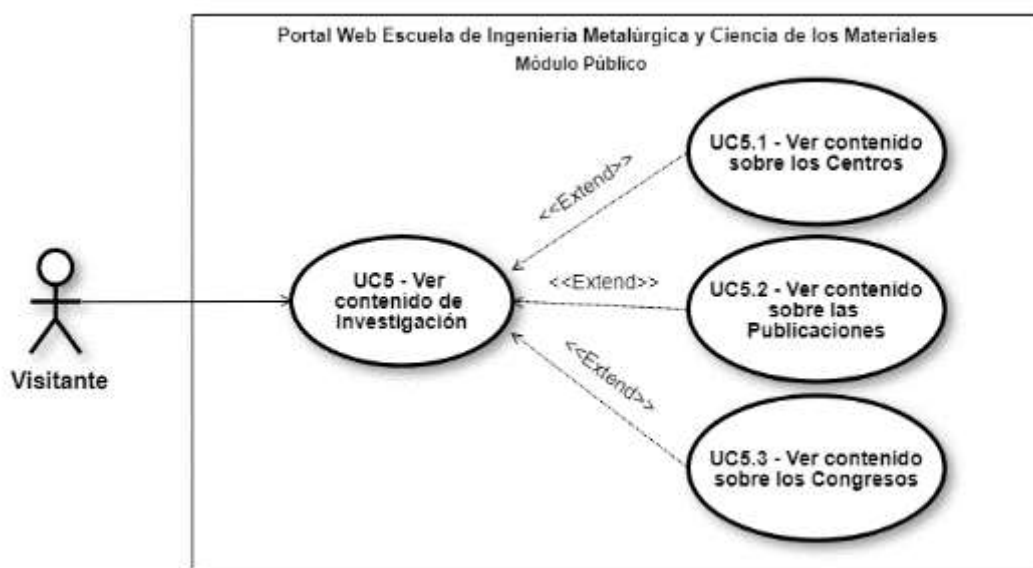 Portal Web Escuela de Ingeniería Metalúrgica y Ciencia de los Materiales
Módulo Público
UC5.1 - Ver contenido
sobre los Centros
<<Extend>>
UC5 - Ver
contenido de
Investigación
<<Extend>>
UC5.2 - Ver contenido
sobre las
Publicaciones
Visitante
<<Extend>>
UC5.3 - Ver contenido
sobre los Congresos